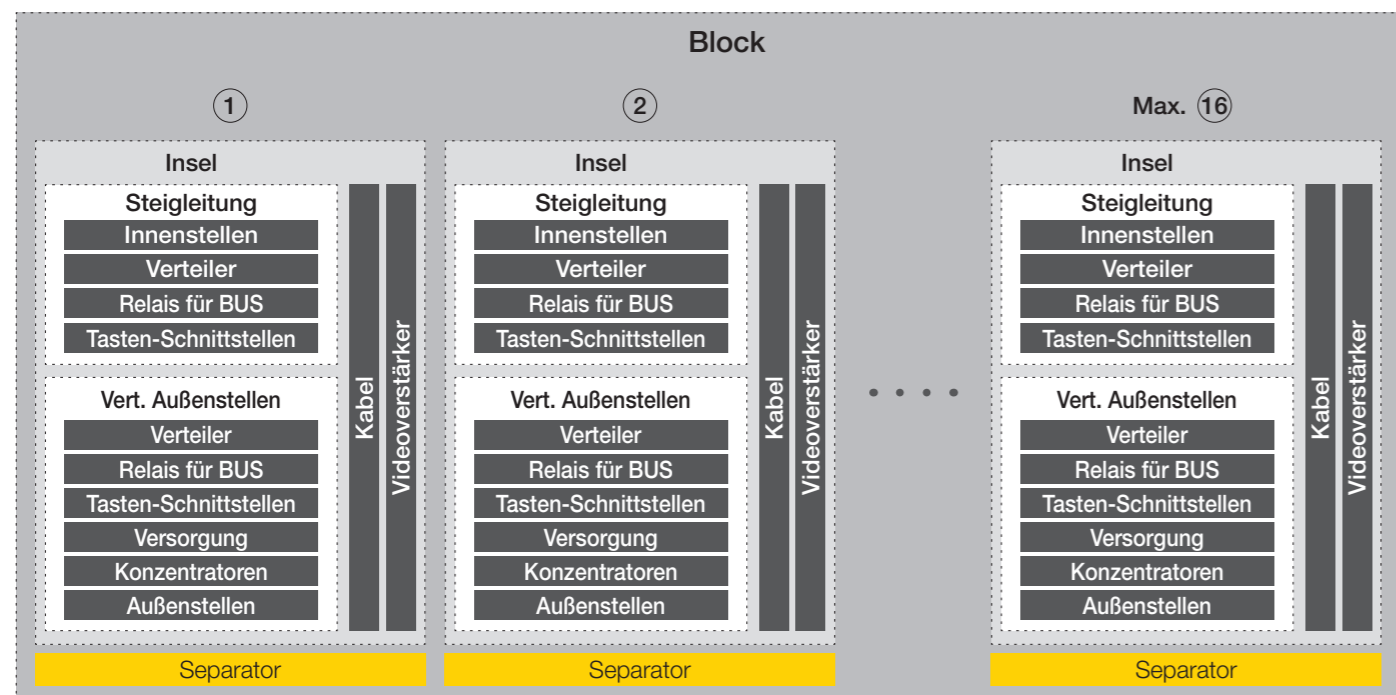 Block
1
2
Max. 16
Insel
Steigleitung
Innenstellen
Verteiler
Relais für BUS
Tasten-Schnittstellen
Vert. Außenstellen
Verteiler
Relais für BUS
Tasten-Schnittstellen
Versorgung
Konzentratoren
Außenstellen
Kabel
Videoverstärker
Separator
Insel
Steigleitung
Innenstellen
Verteiler
Relais für BUS
Tasten-Schnittstellen
Vert. Außenstellen
Verteiler
Relais für BUS
Tasten-Schnittstellen
Versorgung
Konzentratoren
Außenstellen
Kabel
Videoverstärker
Separator
Insel
Steigleitung
Innenstellen
Verteiler
Relais für BUS
Tasten-Schnittstellen
Vert. Außenstellen
Verteiler
Relais für BUS
Tasten-Schnittstellen
Versorgung
Konzentratoren
Außenstellen
Kabel
Videoverstärker
Separator